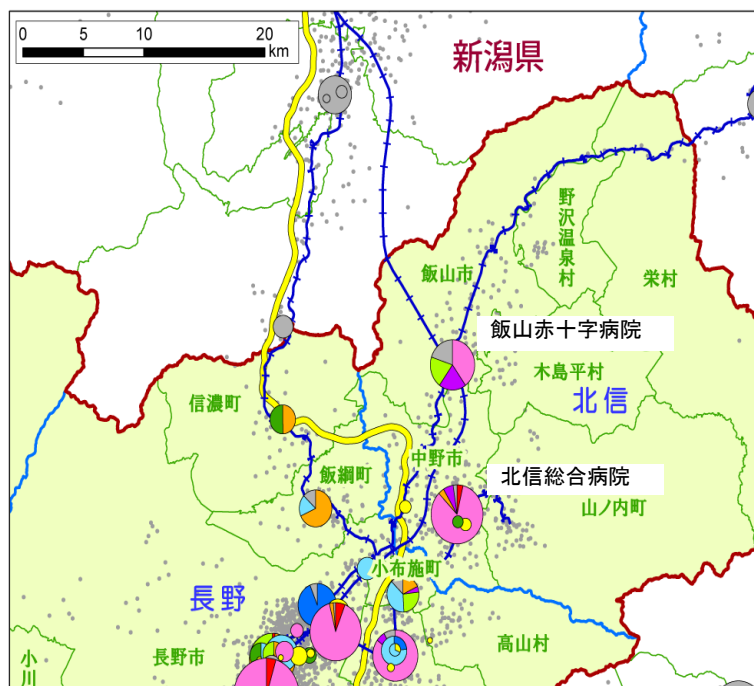 0 5 10 20
km
新潟県
野沢温泉村
飯山市
栄村
飯山赤十字病院
木島平村
北信
信濃町
中野市
飯綱町
北信総合病院
山ノ内町
小布施町
長野
高山村
長野市
小川